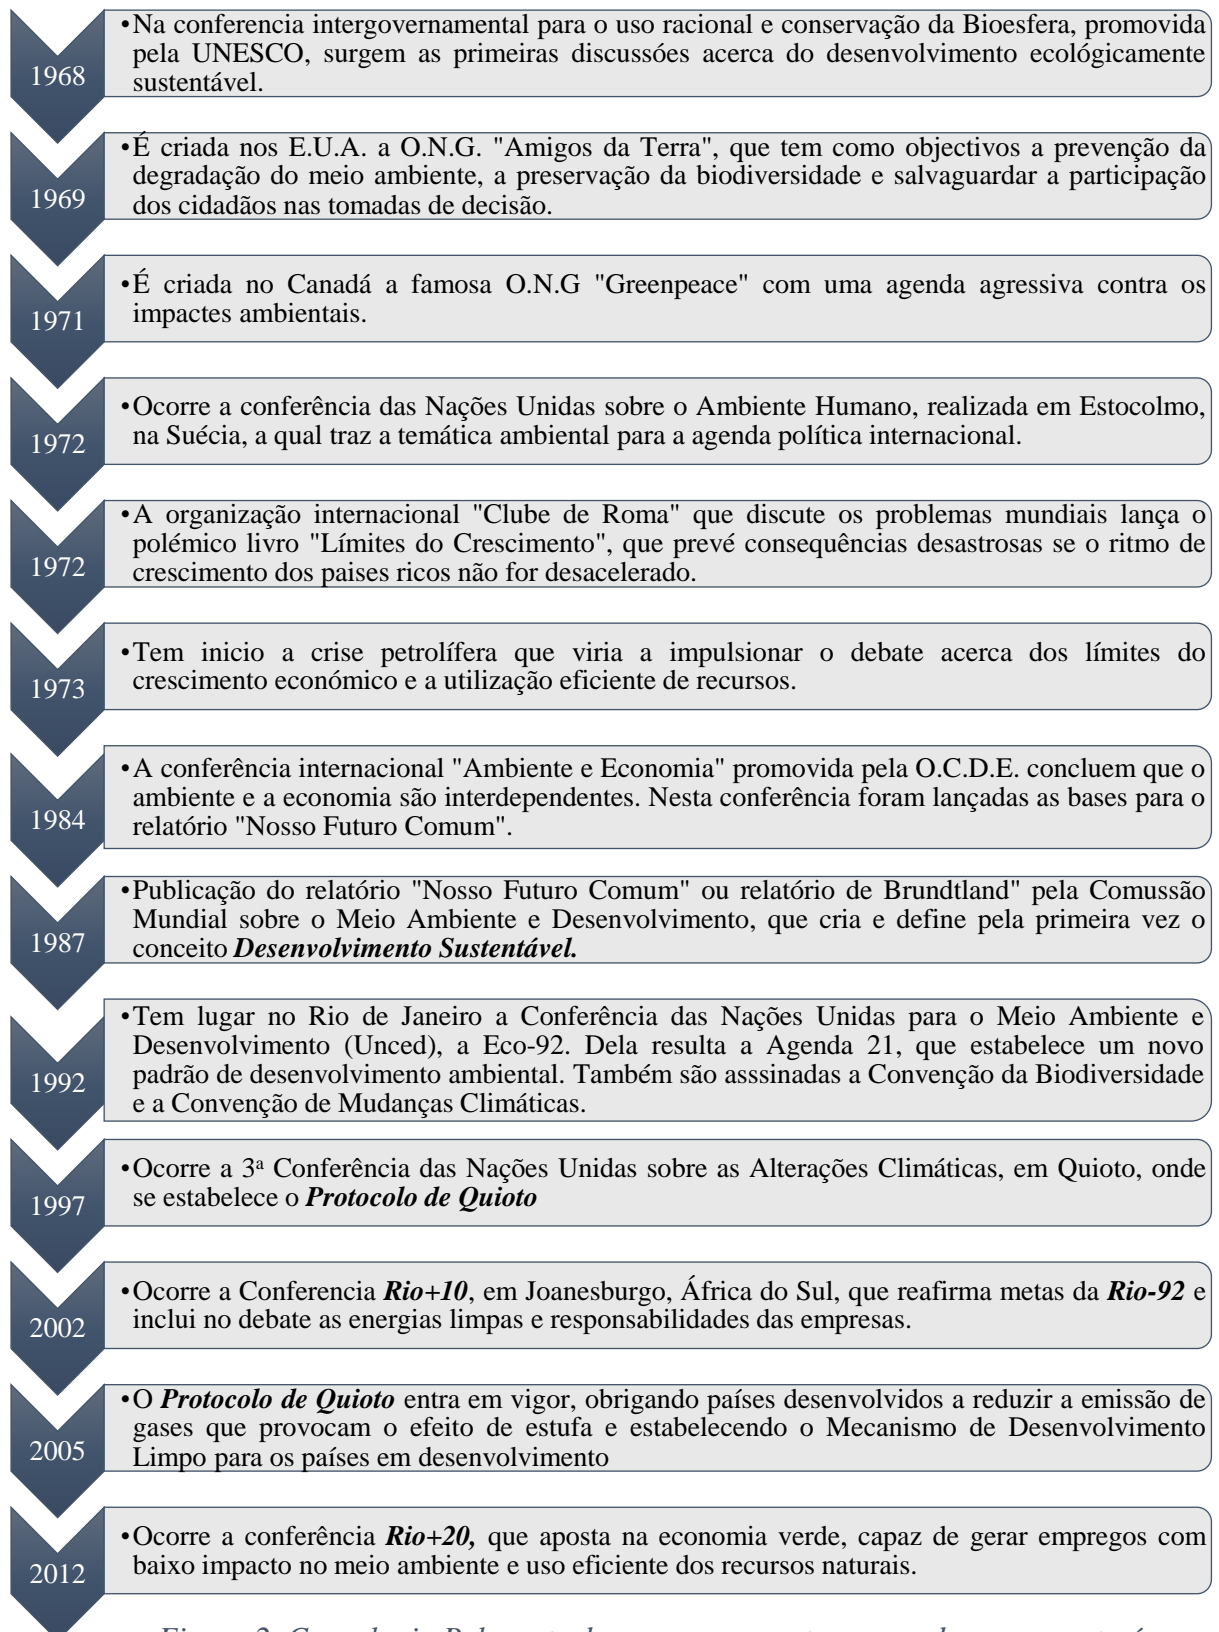 •Na conferencia intergovernamental para o uso racional e conservação da Bioesfera, promovida
pela UNESCO, surgem as primeiras discussóes acerca do desenvolvimento ecológicamente
sustentável.
1968
•É criada nos E.U.A. a O.N.G. "Amigos da Terra", que tem como objectivos a prevenção da
degradação do meio ambiente, a preservação da biodiversidade e salvaguardar a participação
dos cidadãos nas tomadas de decisão.
1969
•É criada no Canadá a famosa O.N.G "Greenpeace" com uma agenda agressiva contra os
impactes ambientais.
1971
•Ocorre a conferência das Nações Unidas sobre o Ambiente Humano, realizada em Estocolmo,
na Suécia, a qual traz a temática ambiental para a agenda política internacional.
1972
•A organização internacional "Clube de Roma" que discute os problemas mundiais lança o
polémico livro "Límites do Crescimento", que prevé consequências desastrosas se o ritmo de
crescimento dos paises ricos não for desacelerado.
1972
•Tem inicio a crise petrolífera que viria a impulsionar o debate acerca dos límites do
crescimento económico e a utilização eficiente de recursos.
1973
•A conferência internacional "Ambiente e Economia" promovida pela O.C.D.E. concluem que o
ambiente e a economia são interdependentes. Nesta conferência foram lançadas as bases para o
relatório "Nosso Futuro Comum".
1984
•Publicação do relatório "Nosso Futuro Comum" ou relatório de Brundtland" pela Comussão
Mundial sobre o Meio Ambiente e Desenvolvimento, que cria e define pela primeira vez o
conceito Desenvolvimento Sustentável.
1987
•Tem lugar no Rio de Janeiro a Conferência das Nações Unidas para o Meio Ambiente e
Desenvolvimento (Unced), a Eco-92. Dela resulta a Agenda 21, que estabelece um novo
padrão de desenvolvimento ambiental. Também são asssinadas a Convenção da Biodiversidade
e a Convenção de Mudanças Climáticas.
1992
•Ocorre a 3ª Conferência das Nações Unidas sobre as Alterações Climáticas, em Quioto, onde
se estabelece o Protocolo de Quioto
1997
•Ocorre a Conferencia Rio+10, em Joanesburgo, África do Sul, que reafirma metas da Rio-92 e
inclui no debate as energias limpas e responsabilidades das empresas.
2002
•O Protocolo de Quioto entra em vigor, obrigando países desenvolvidos a reduzir a emissão de
gases que provocam o efeito de estufa e estabelecendo o Mecanismo de Desenvolvimento
Limpo para os países em desenvolvimento
2005
•Ocorre a conferência Rio+20, que aposta na economia verde, capaz de gerar empregos com
baixo impacto no meio ambiente e uso eficiente dos recursos naturais.
2012